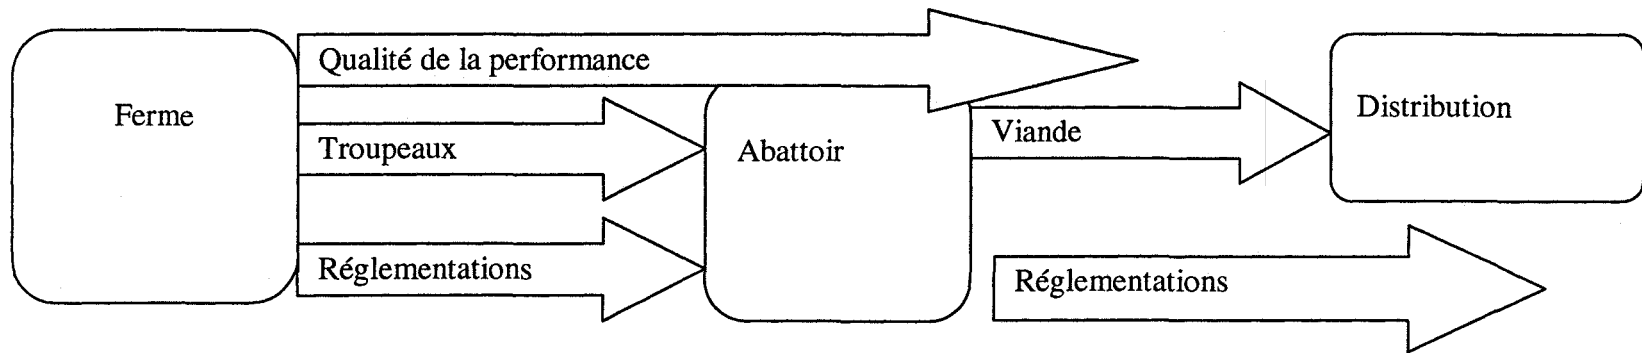 Qualité de la performance
Ferme
Troupeaux
Abattoir
Viande
Distribution
Réglementations
Réglementations